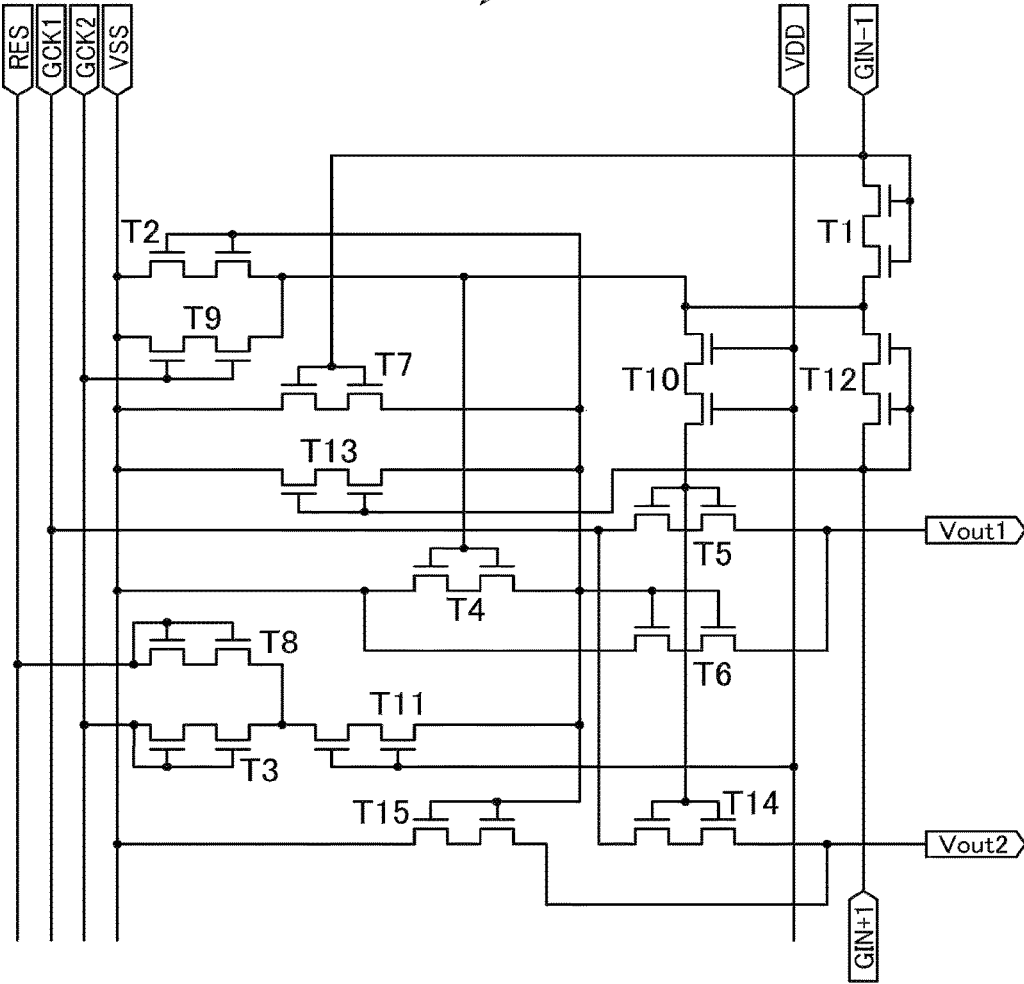 RES
GCK1
GCK2
VSS
VDD
GIN-1
T2
T1
T9
T7
T10
T12
T13
Vout1
T5
T4
T8
T6
T11
T3
T15
T14
Vout2
GIN+1